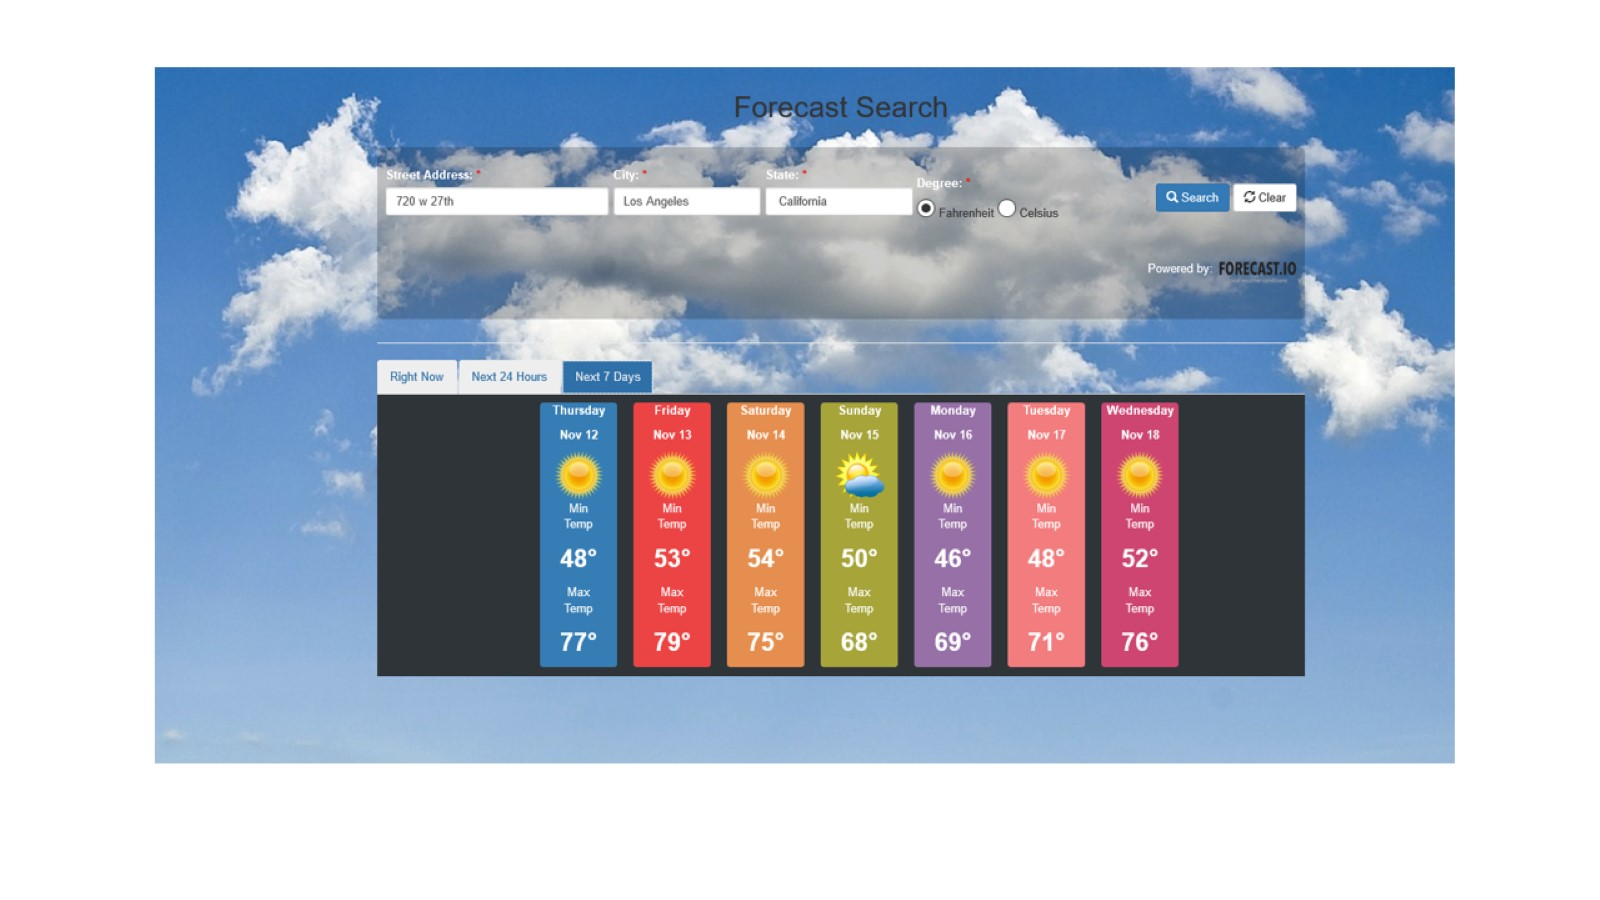 Forecast Search
Street Address: * City: * State: * Degree: *
720 w 27th Los Angeles California Fahrenheit Celsius Search Clear
Powered by: FORECAST.IO
Right Now Next 24 Hours Next 7 Days
Thursday Friday Saturday Sunday Monday Tuesday Wednesday
Nov 12 Nov 13 Nov 14 Nov 15 Nov 16 Nov 17 Nov 18
Min Min Min Min Min Min Min
Temp Temp Temp Temp Temp Temp Temp
48° 53° 54° 50° 46° 48° 52°
Max Max Max Max Max Max Max
Temp Temp Temp Temp Temp Temp Temp
77° 79° 75° 68° 69° 71° 76°